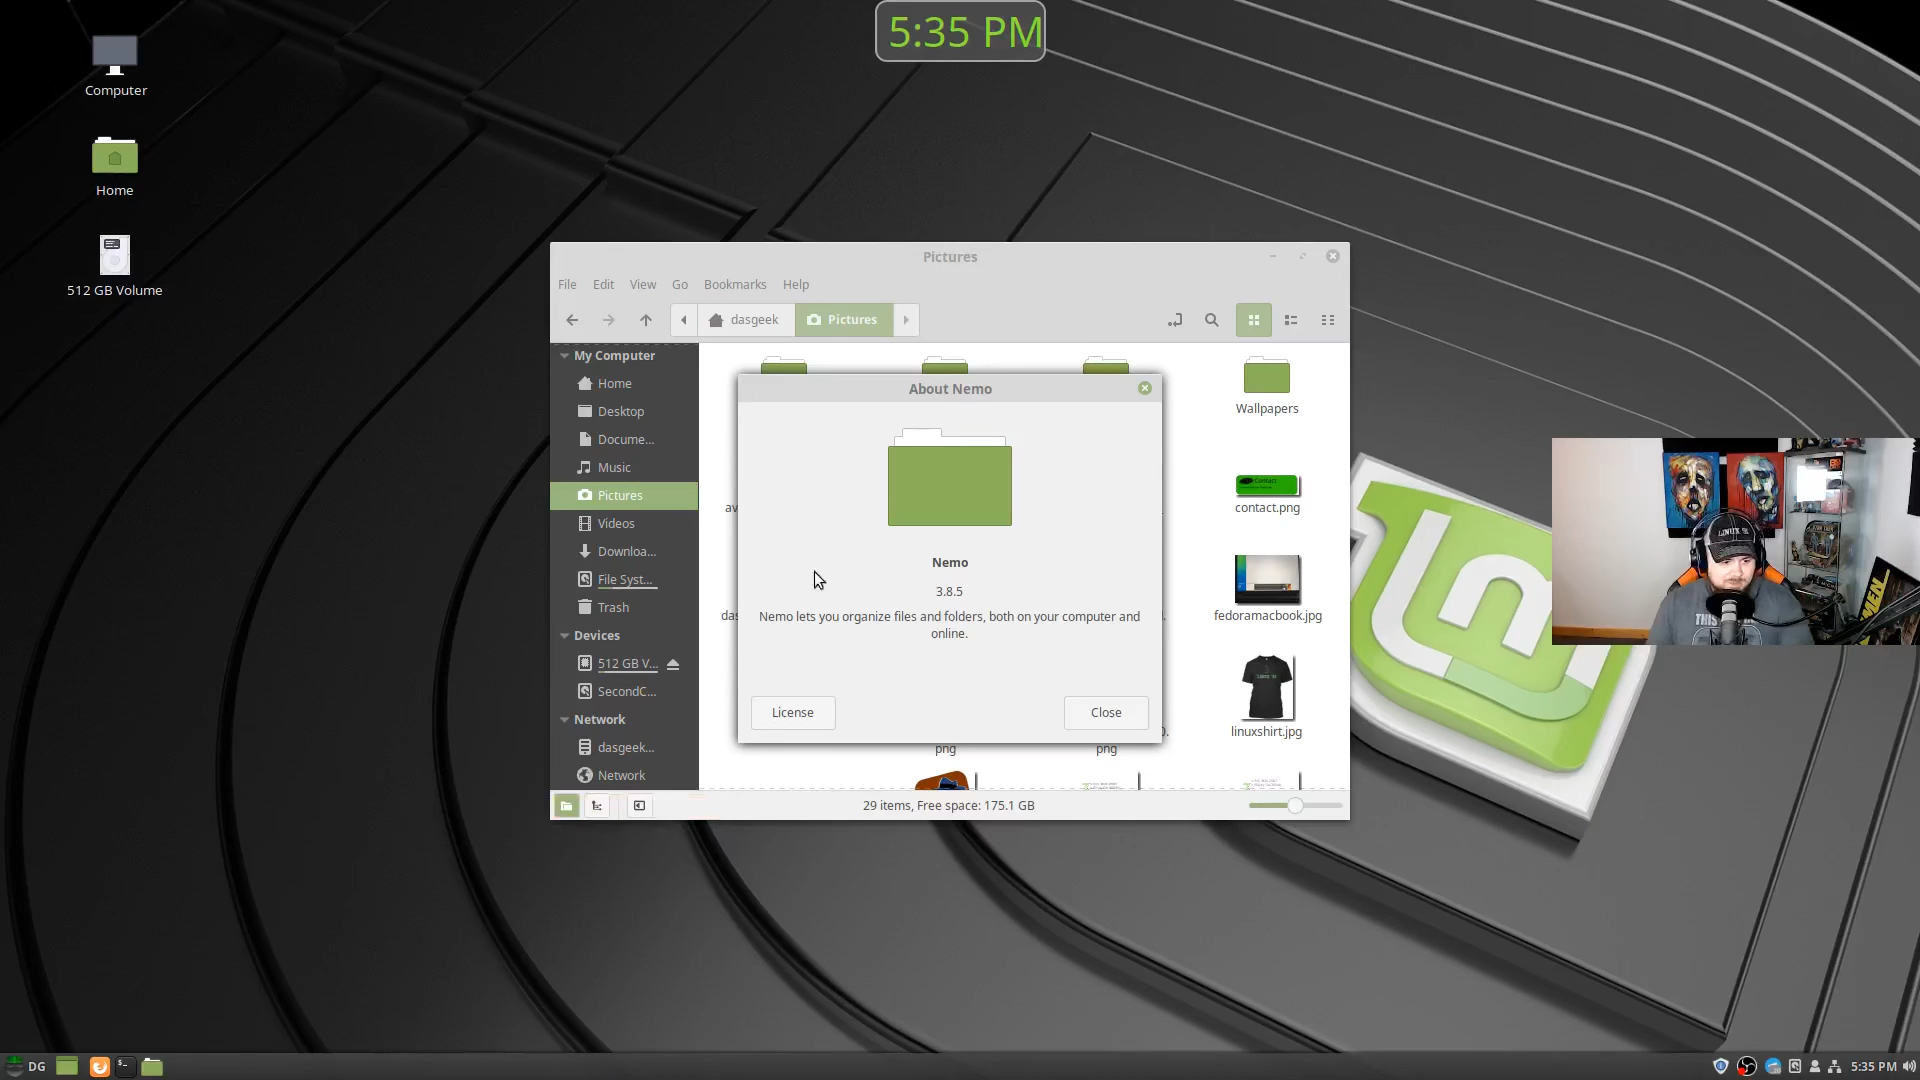 5:35 PM
Computer
Home
512 GB Volume
Pictures
File Edit View Go Bookmarks Help
dasgeek Pictures
My Computer
Home
Desktop
Docume...
Music
Pictures
Videos
Downloa...
File Syst...
Trash
Devices
512 GB V...
SecondC...
Network
dasgeek...
Network
Wallpapers
contact.png
fedoramacbook.jpg
linuxshirt.jpg
png
png
About Nemo
Nemo
3.8.5
Nemo lets you organize files and folders, both on your computer and
online.
License Close
29 items, Free space: 175.1 GB
LINUX
THIS
MEN
DG
5:35 PM